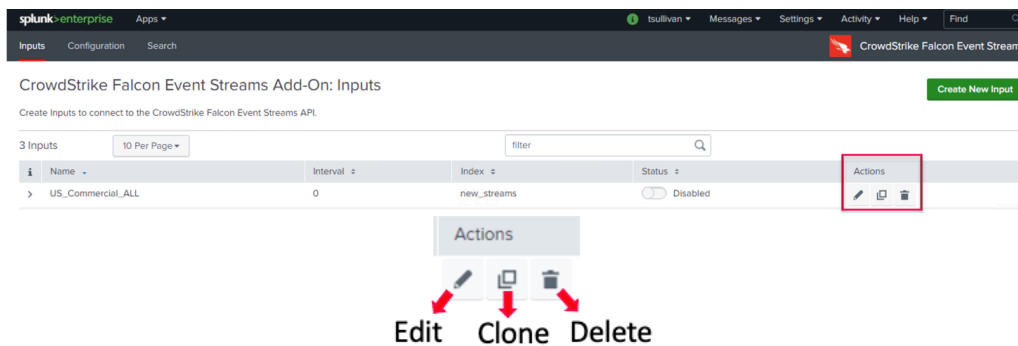 splunk>enterprise Apps i tsullivan Messages Settings Activity Help Find
Inputs Configuration Search CrowdStrike Falcon Event Stream
CrowdStrike Falcon Event Streams Add-On: Inputs
Create New Input
Create Inputs to connect to the CrowdStrike Falcon Event Streams API.
3 Inputs 10 Per Page filter
i Name Interval Index Status Actions
> US_Commercial_ALL 0 new_streams Disabled
Actions
Edit Clone Delete